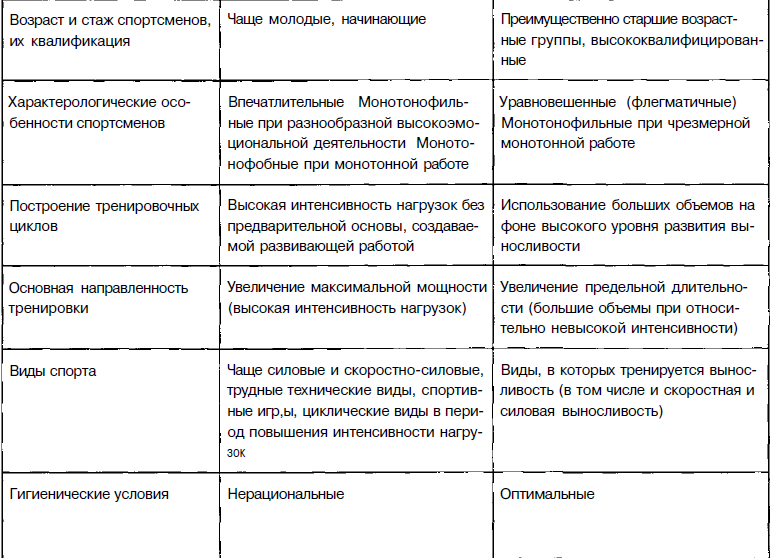 Возраст и стаж спортсменов,
их квалификация
Чаще молодые, начинающие
Преимущественно старшие возраст-
ные группы, высококвалифицирован-
ные
Характерологические осо-
бенности спортсменов
Впечатлительные Монотонофиль-
ные при разнообразной высокоэмо-
циональной деятельности Моното-
нофобные при монотонной работе
Уравновешенные (флегматичные)
Монотонофильные при чрезмерной
монотонной работе
Построение тренировочных
циклов
Высокая интенсивность нагрузок без
предварительной основы, создавае-
мой развивающей работой
Использование больших объемов на
фоне высокого уровня развития вы-
носливости
Основная направленность
тренировки
Увеличение максимальной мощности
(высокая интенсивность нагрузок)
Увеличение предельной длительно-
сти (большие объемы при относи-
тельно невысокой интенсивности)
Виды спорта
Чаще силовые и скоростно-силовые,
трудные технические виды, спортив-
ные игр,ы, циклические виды в пери-
од повышения интенсивности нагру-
зок
Виды, в которых тренируется вынос-
ливость (в том числе и скоростная и
силовая выносливость)
Гигиенические условия
Нерациональные
Оптимальные